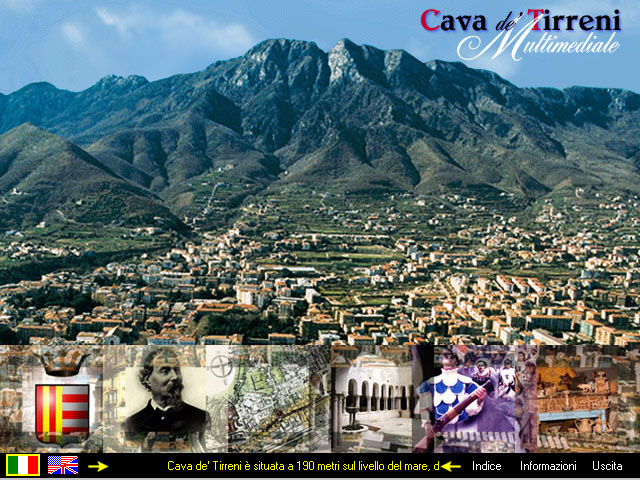 Cava de' Tirreni
Multimediale
Cava de' Tirreni è situata a 190 metri sul livello del mare, d
Indice Informazioni Uscita